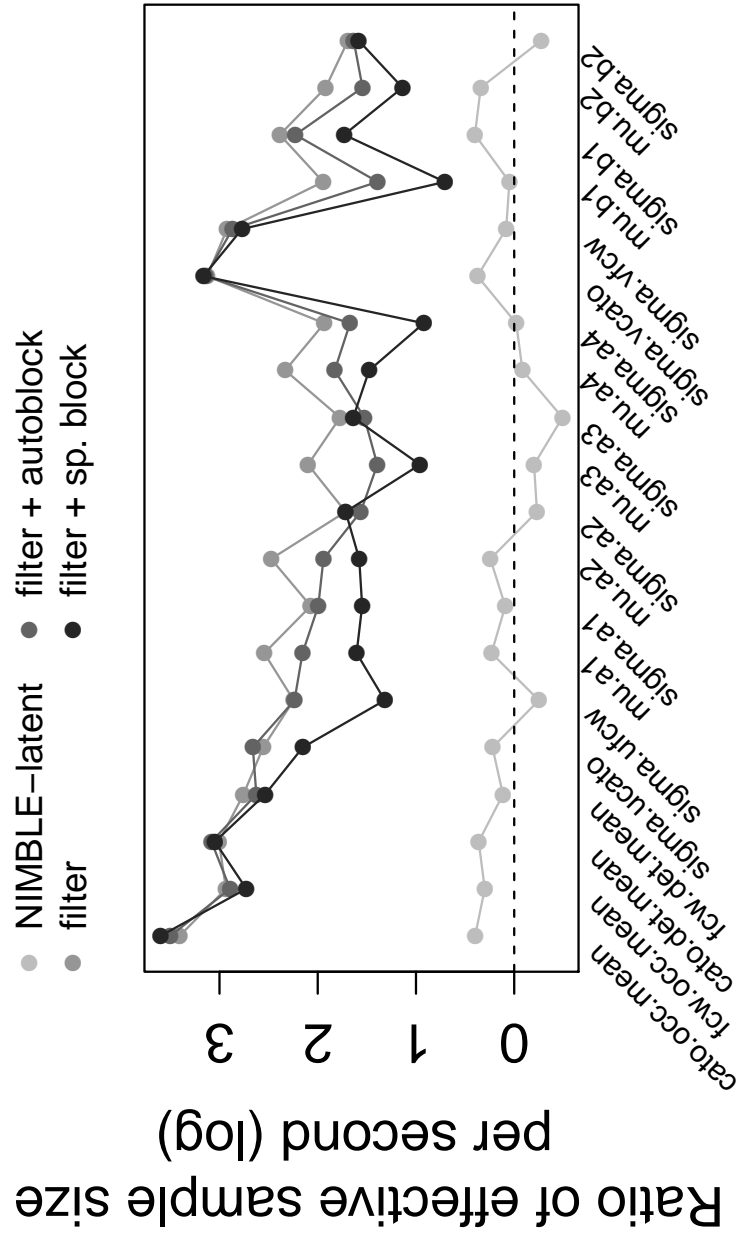 NIMBLE−latent
filter
filter + autoblock
filter + sp. block
Ratio of effective sample size
per second (log)
3
2
1
0
cato.occ.mean
fcw.occ.mean
cato.det.mean
fcw.det.mean
sigma.ucato
sigma.ufcw
mu.a1
sigma.a1
mu.a2
sigma.a2
mu.a3
sigma.a3
mu.a4
sigma.a4
sigma.vcato
sigma.vfcw
mu.b1
sigma.b1
mu.b2
sigma.b2